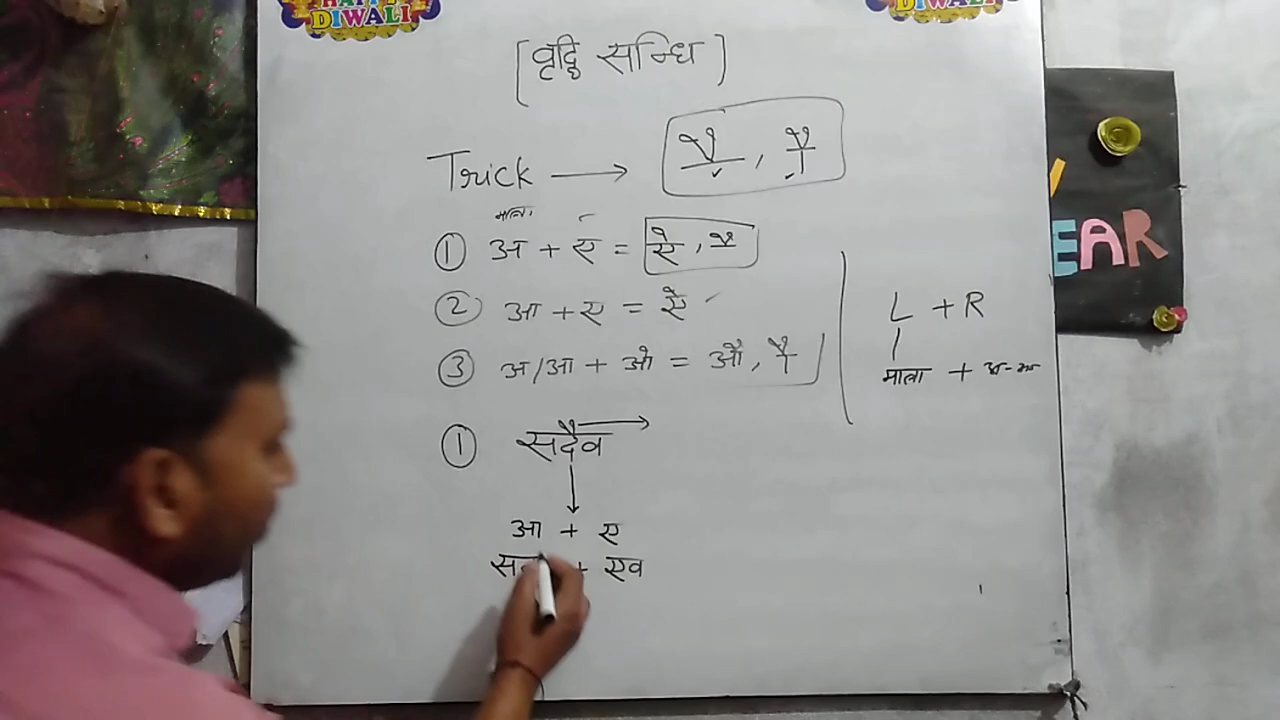 HAPPY
DIWALI
DIWALI
[वृद्धि सन्धि]
Trick → ै , ौ
मात्रा
① अ + ए = ऐ , ै
② आ + ए = ऐ
③ अ/आ + ओ = औ, ौ
L + R
मात्रा +
① सदैव
आ + ए
+ एव
EAR